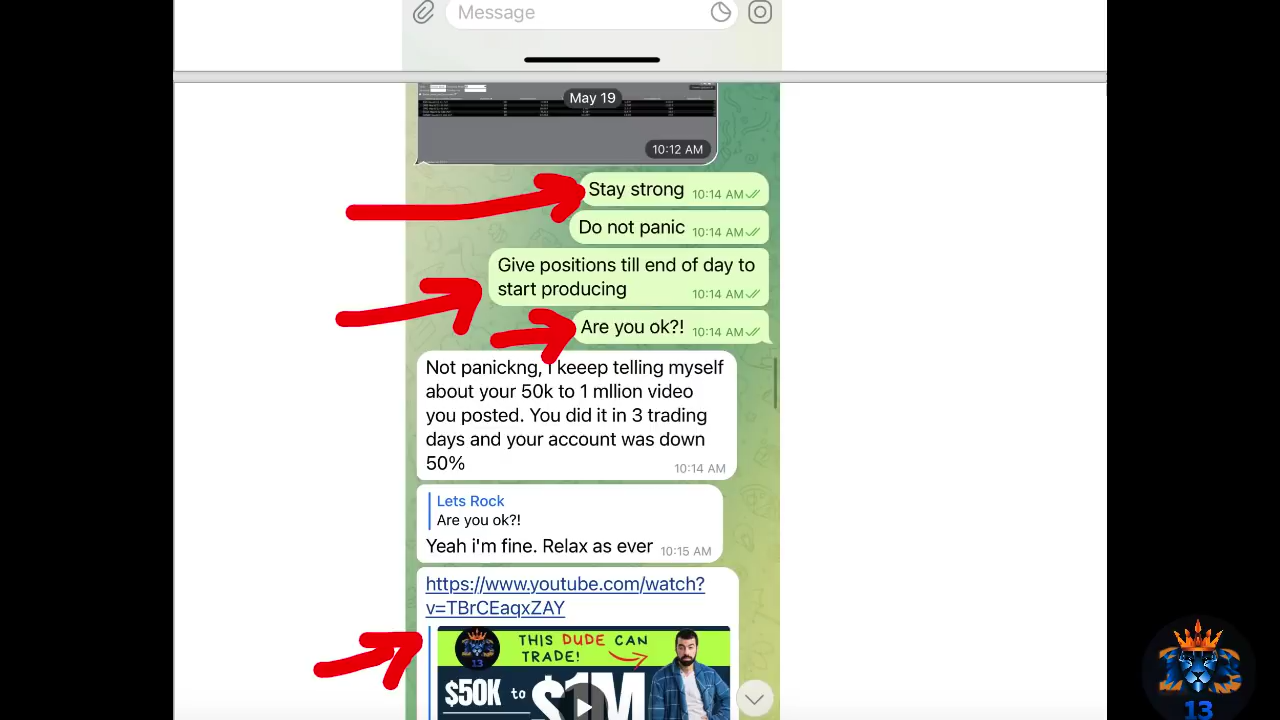 Message
May 19
10:12 AM
Stay strong 10:14 AM
Do not panic 10:14 AM
Give positions till end of day to
start producing 10:14 AM
Are you ok?! 10:14 AM
Not panickng, I keeep telling myself
about your 50k to 1 mllion video
you posted. You did it in 3 trading
days and your account was down
50% 10:14 AM
Lets Rock
Are you ok?!
Yeah i'm fine. Relax as ever 10:15 AM
https://www.youtube.com/watch?
v=TBrCEaqxZAY
13
THIS DUDE CAN
TRADE!
$50K to $1M
13